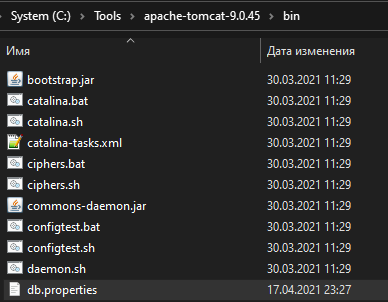 System (C:) > Tools > apache-tomcat-9.0.45 > bin
Имя Дата изменения
bootstrap.jar 30.03.2021 11:29
catalina.bat 30.03.2021 11:29
catalina.sh 30.03.2021 11:29
catalina-tasks.xml 30.03.2021 11:29
ciphers.bat 30.03.2021 11:29
ciphers.sh 30.03.2021 11:29
commons-daemon.jar 30.03.2021 11:29
configtest.bat 30.03.2021 11:29
configtest.sh 30.03.2021 11:29
daemon.sh 30.03.2021 11:29
db.properties 17.04.2021 23:27